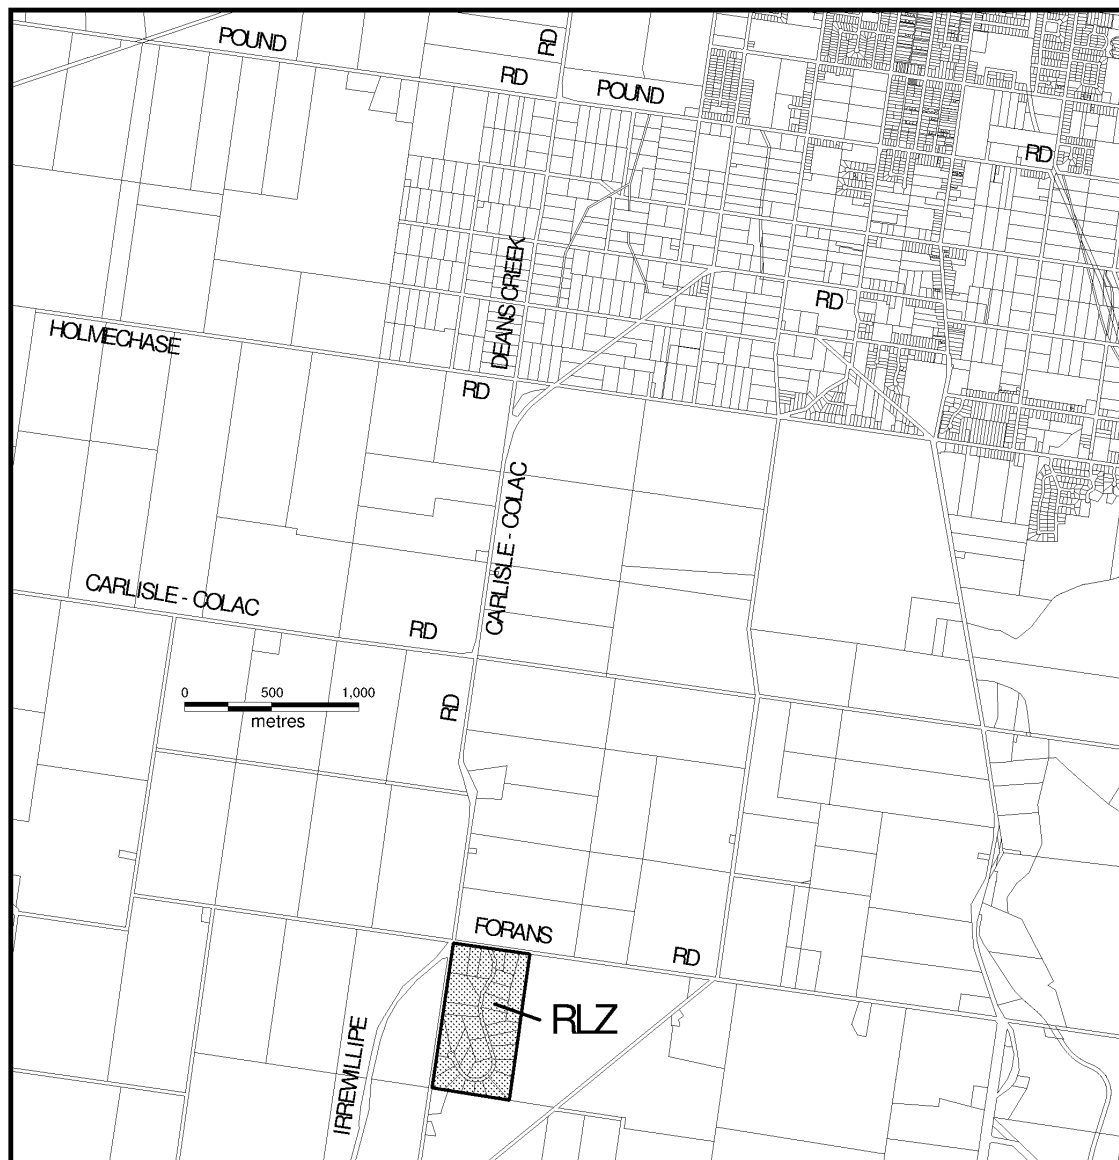 POUND
RD
RD
POUND
RD
DEANS CREEK
RD
HOLMECHASE
RD
CARLISLE - COLAC
CARLISLE - COLAC
RD
0 500 1,000
metres
RD
FORANS
RD
RLZ
IRREWILLIPE